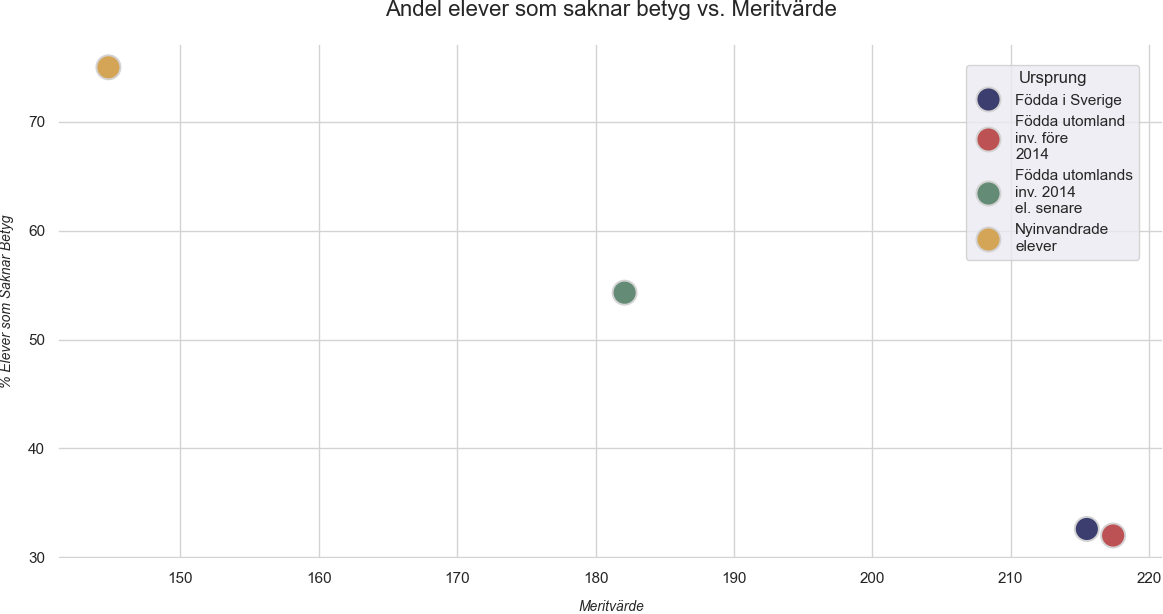 Andel elever som saknar betyg vs. Meritvärde
Ursprung
Födda i Sverige
Födda utomland
inv. före
2014
Födda utomlands
inv. 2014
el. senare
Nyinvandrade
elever
% Elever som Saknar Betyg
70
60
50
40
30
150
160
170
180
190
200
210
220
Meritvärde